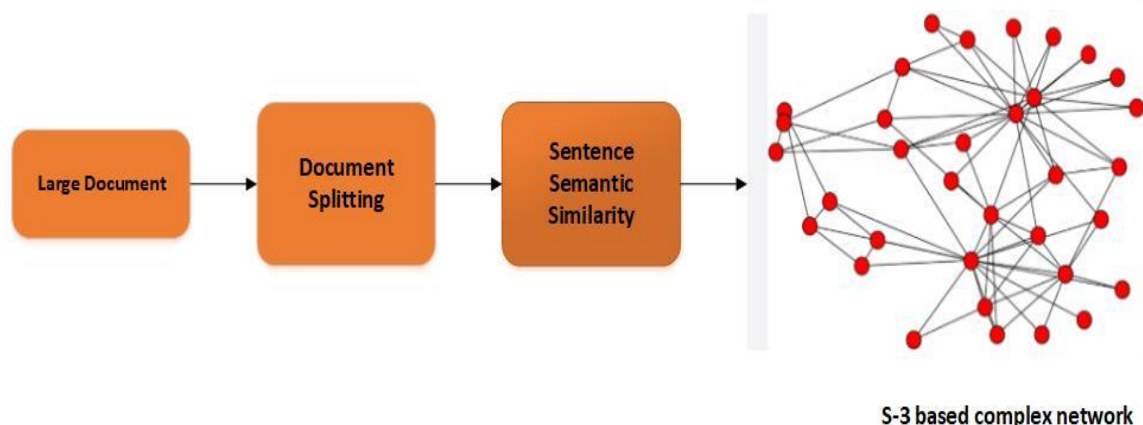 Large Document
Document
Splitting
Sentence
Semantic
Similarity
S-3 based complex network